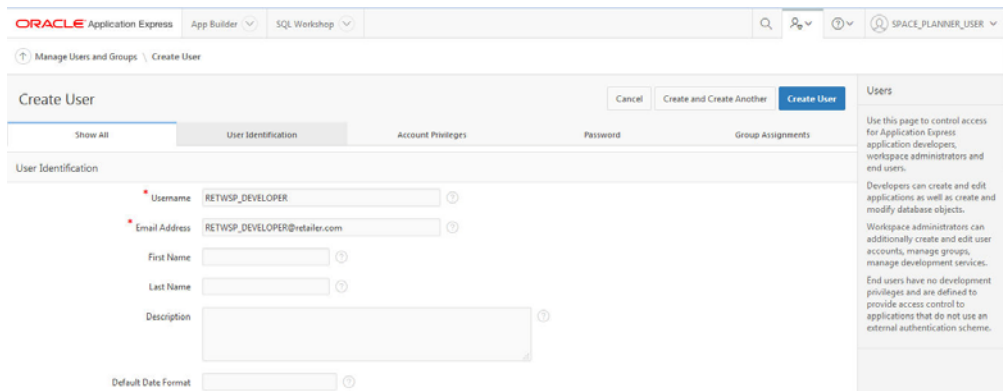 ORACLE Application Express App Builder SQL Workshop SPACE_PLANNER_USER
Manage Users and Groups \ Create User
Create User
Cancel Create and Create Another Create User
Show All User Identification Account Privileges Password Group Assignments
User Identification
* Username RETWSP_DEVELOPER
* Email Address RETWSP_DEVELOPER@retailer.com
First Name
Last Name
Description
Default Date Format
Users
Use this page to control access
for Application Express
application developers,
workspace administrators and
end users.
Developers can create and edit
applications as well as create and
modify database objects.
Workspace administrators can
additionally create and edit user
accounts, manage groups,
manage development services.
End users have no development
privileges and are defined to
provide access control to
applications that do not use an
external authentication scheme.